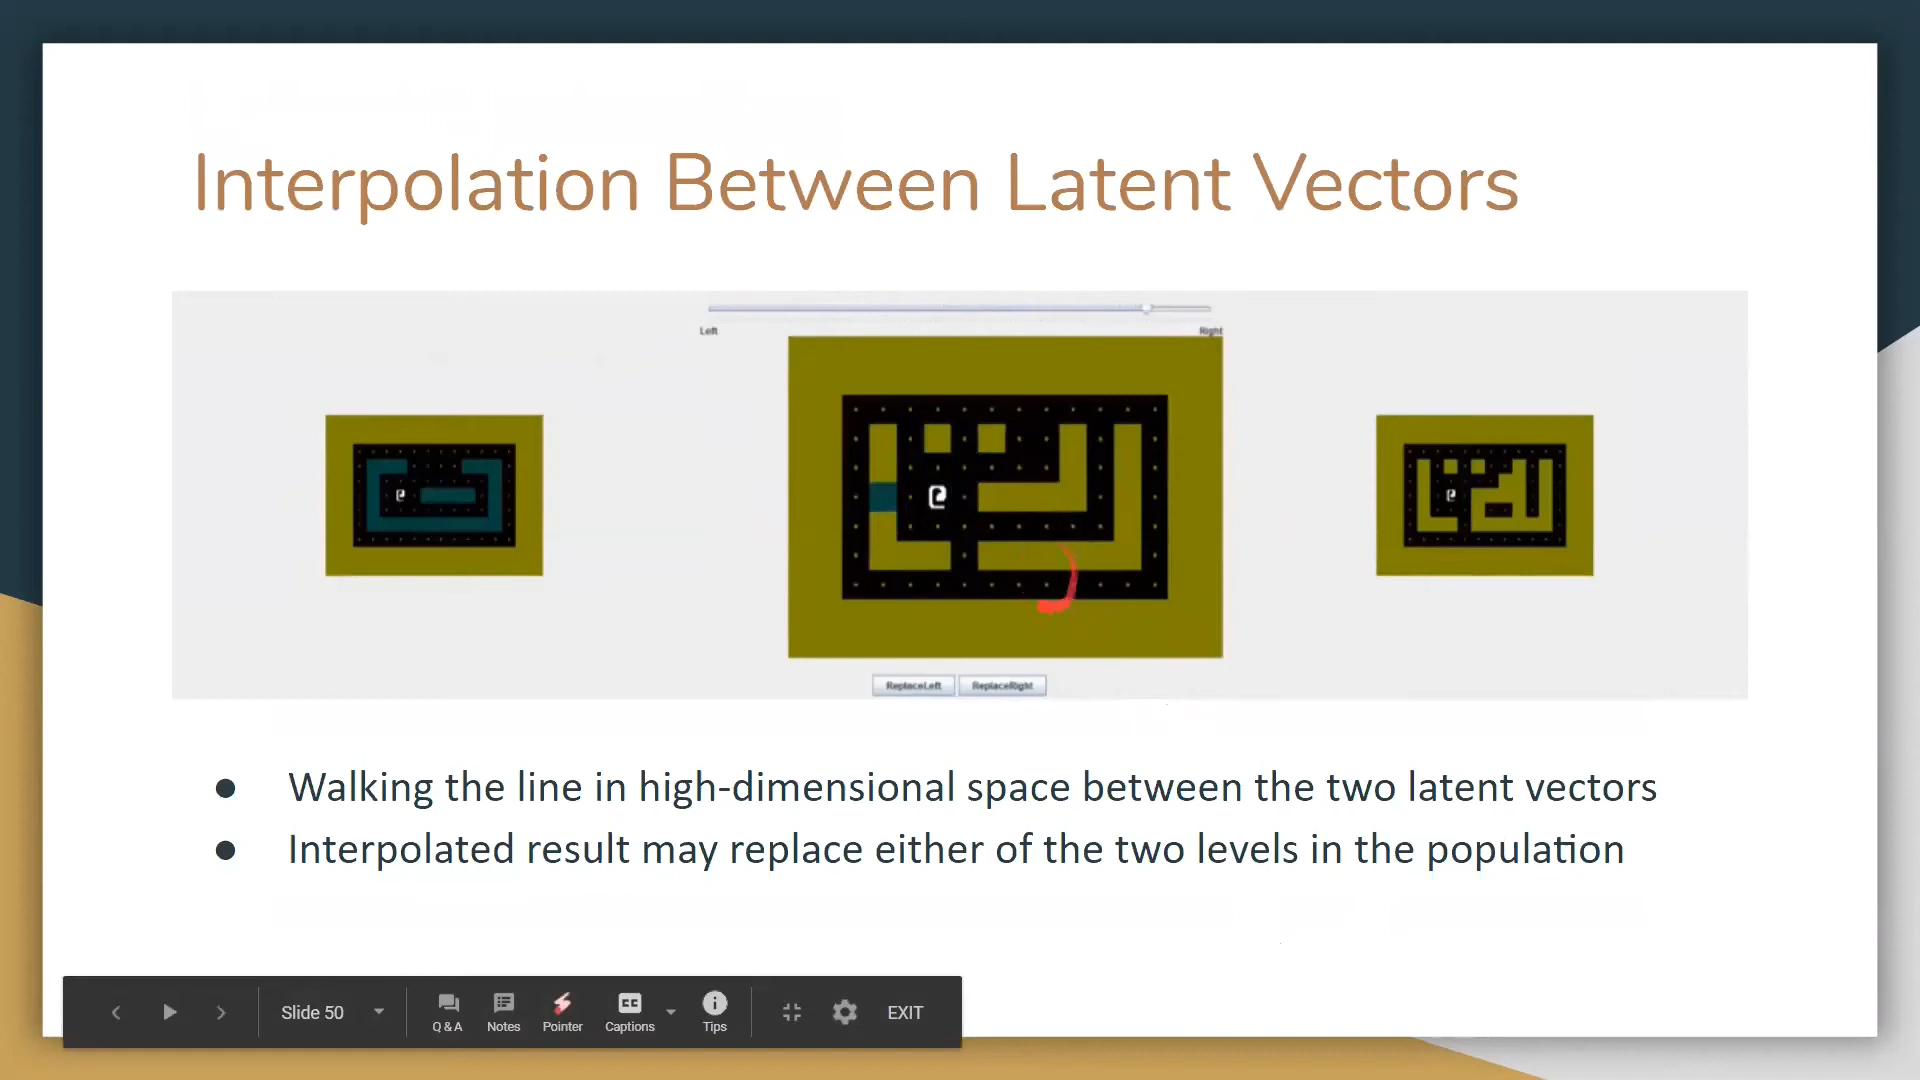 Interpolation Between Latent Vectors
Left
Right
ReplaceLeft
ReplaceRight
● Walking the line in high-dimensional space between the two latent vectors
● Interpolated result may replace either of the two levels in the population
Slide 50
Q & A
Notes
Pointer
CC
Captions
Tips
EXIT